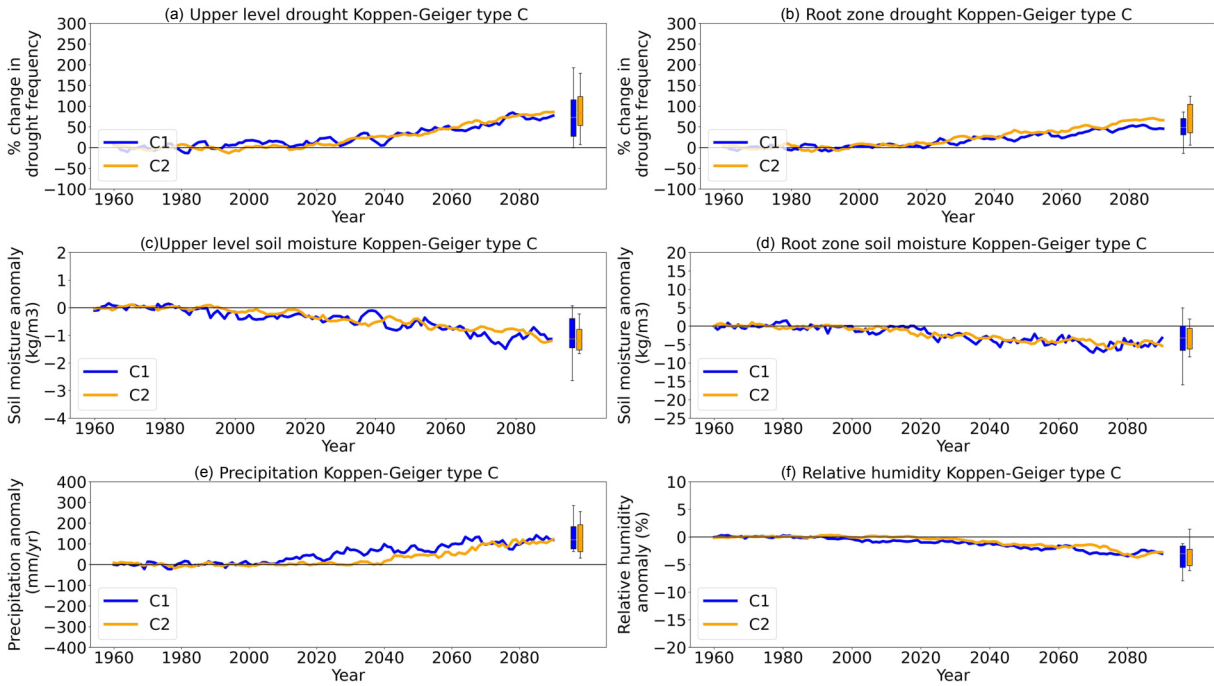 (a) Upper level drought Koppen-Geiger type C
% change in
drought frequency
300
250
200
150
100
50
0
−50
−100
C1
C2
1960 1980 2000 2020 2040 2060 2080
Year
(b) Root zone drought Koppen-Geiger type C
% change in
drought frequency
300
250
200
150
100
50
0
−50
−100
C1
C2
1960 1980 2000 2020 2040 2060 2080
Year
(c)Upper level soil moisture Koppen-Geiger type C
Soil moisture anomaly
(kg/m3)
2
1
0
−1
−2
−3
−4
C1
C2
1960 1980 2000 2020 2040 2060 2080
Year
(d) Root zone soil moisture Koppen-Geiger type C
Soil moisture anomaly
(kg/m3)
20
15
10
5
0
−5
−10
−15
−20
−25
C1
C2
1960 1980 2000 2020 2040 2060 2080
Year
(e) Precipitation Koppen-Geiger type C
Precipitation anomaly
(mm/yr)
400
300
200
100
0
−100
−200
−300
−400
C1
C2
1960 1980 2000 2020 2040 2060 2080
Year
(f) Relative humidity Koppen-Geiger type C
Relative humidity
anomaly (%)
10
5
0
−5
−10
−15
−20
C1
C2
1960 1980 2000 2020 2040 2060 2080
Year